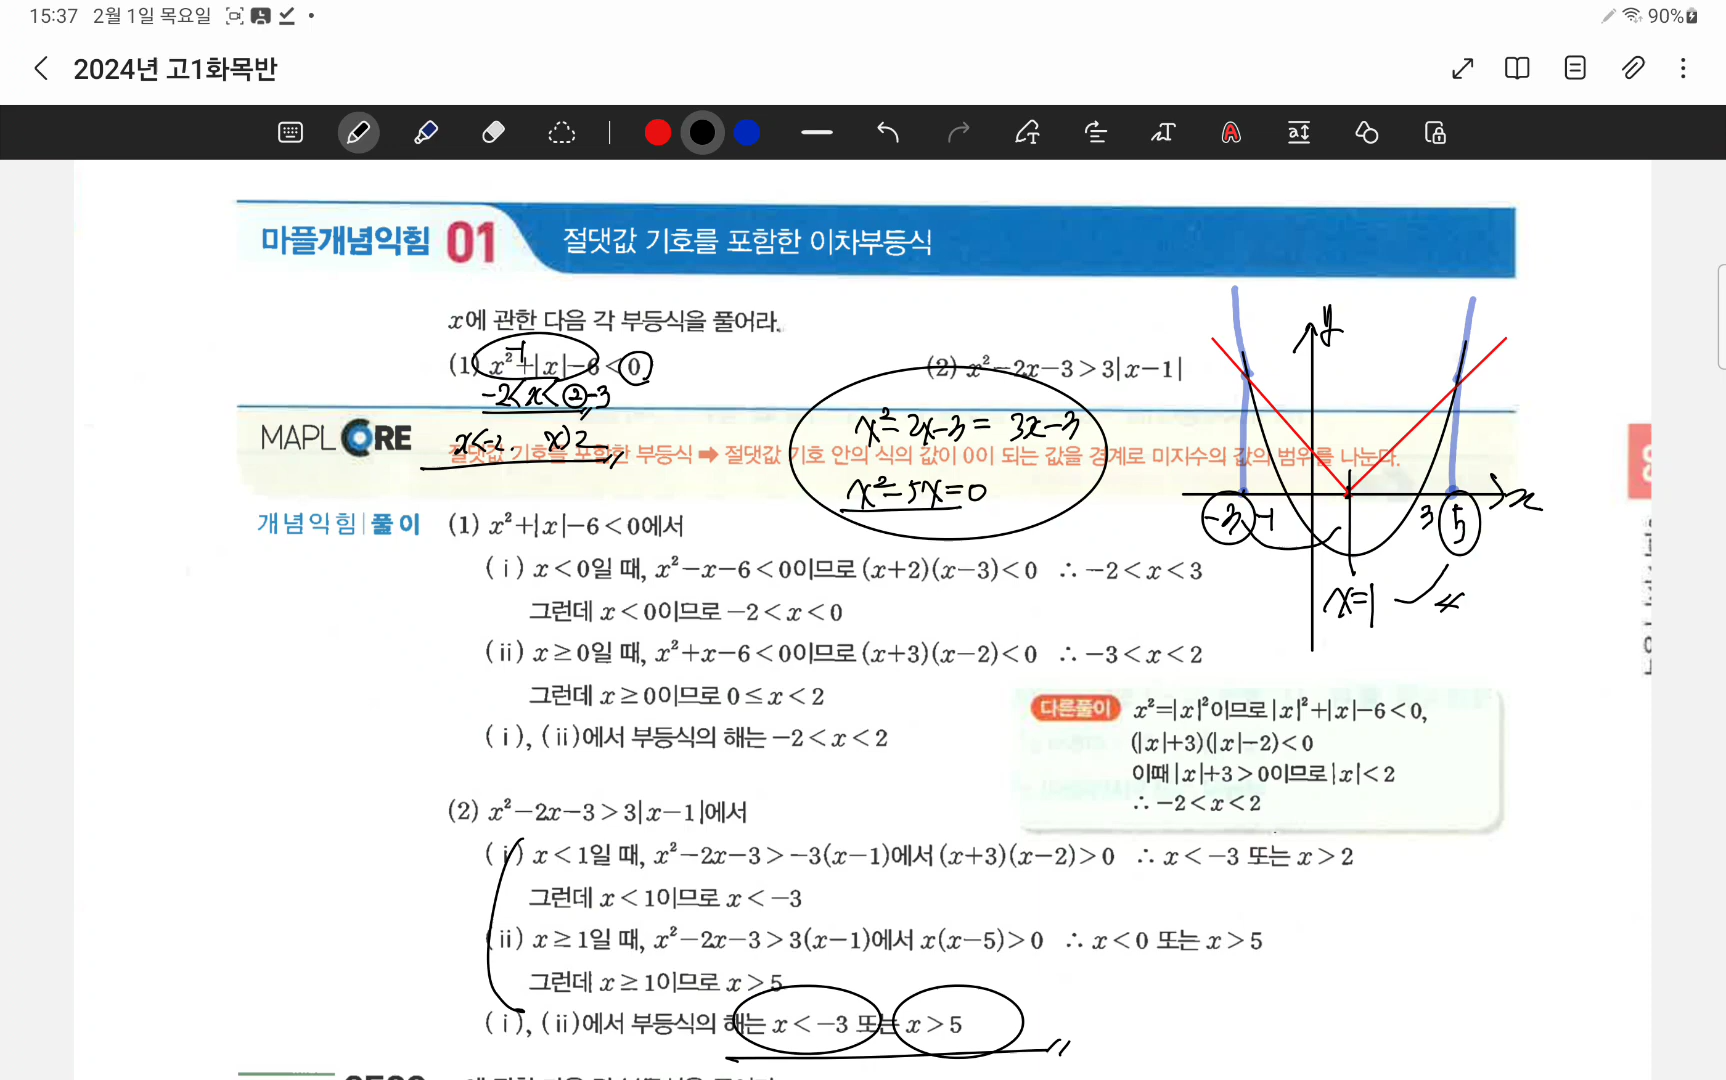 15:37 2월 1일 목요일
90%
2024년 고1화목반
마플개념익힘 01 절댓값 기호를 포함한 이차부등식
x에 관한 다음 각 부등식을 풀어라.
(1) x²+|x|-6<0 (2) x²-2x-3>3|x-1|
-2<x<2 -3
x<-2 x>2
MAPL CORE 절댓값 기호를 포함한 부등식 ➡ 절댓값 기호 안의 식의 값이 0이 되는 값을 경계로 미지수의 값의 범위를 나눈다.
x²-2x-3=3x-3
x²-5x=0
y
x
-3 -1 3 5
x=1 4
개념익힘 | 풀이 (1) x²+|x|-6<0에서
(i) x<0일 때, x²-x-6<0이므로 (x+2)(x-3)<0 ∴ -2<x<3
그런데 x<0이므로 -2<x<0
(ii) x≥0일 때, x²+x-6<0이므로 (x+3)(x-2)<0 ∴ -3<x<2
그런데 x≥0이므로 0≤x<2
(i), (ii)에서 부등식의 해는 -2<x<2
다른풀이 x²=|x|²이므로 |x|²+|x|-6<0,
(|x|+3)(|x|-2)<0
이때 |x|+3>0이므로 |x|<2
∴ -2<x<2
(2) x²-2x-3>3|x-1|에서
(i) x<1일 때, x²-2x-3>-3(x-1)에서 (x+3)(x-2)>0 ∴ x<-3 또는 x>2
그런데 x<1이므로 x<-3
(ii) x≥1일 때, x²-2x-3>3(x-1)에서 x(x-5)>0 ∴ x<0 또는 x>5
그런데 x≥1이므로 x>5
(i), (ii)에서 부등식의 해는 x<-3 또는 x>5